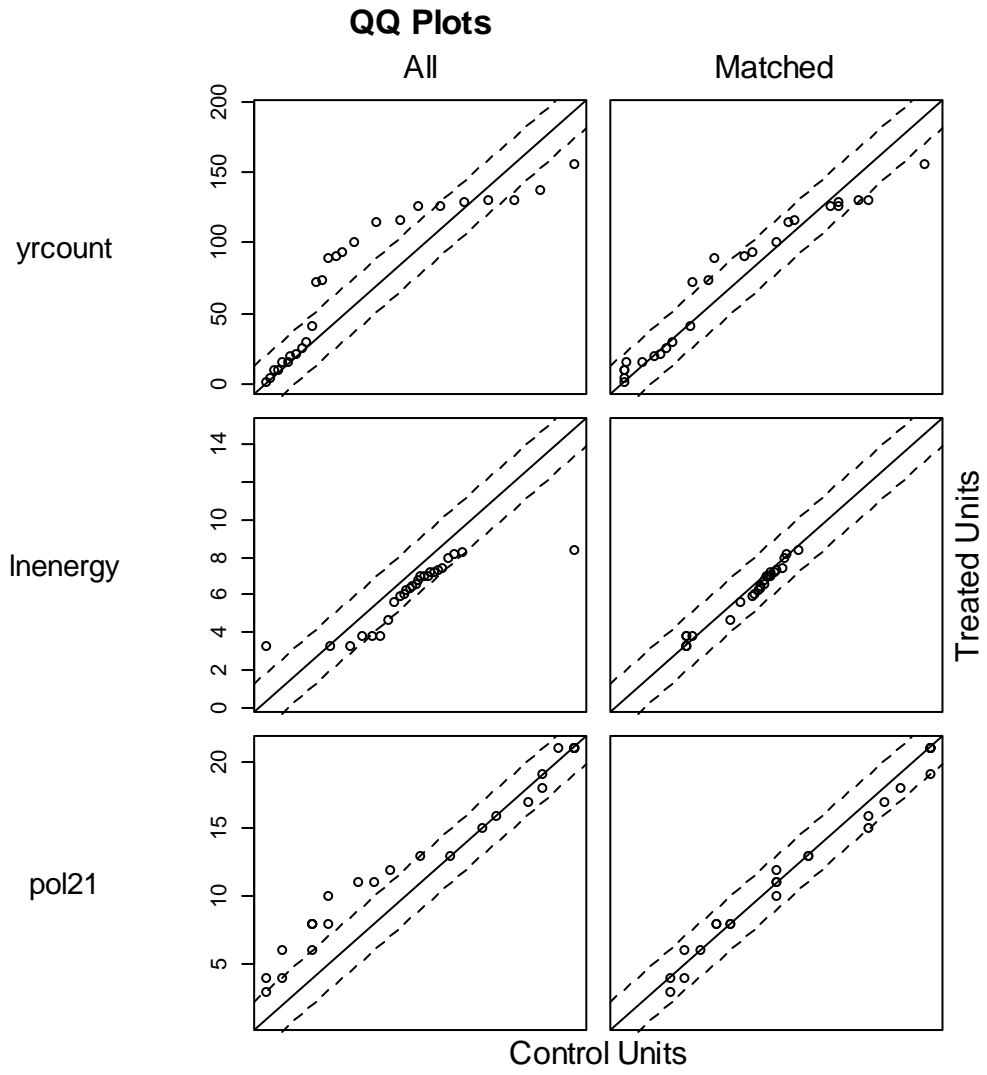 QQ Plots
All Matched
yrcount
200
150
100
50
0
lnenergy
14
10
8
6
4
2
0
pol21
20
15
10
5
Control Units
Treated Units